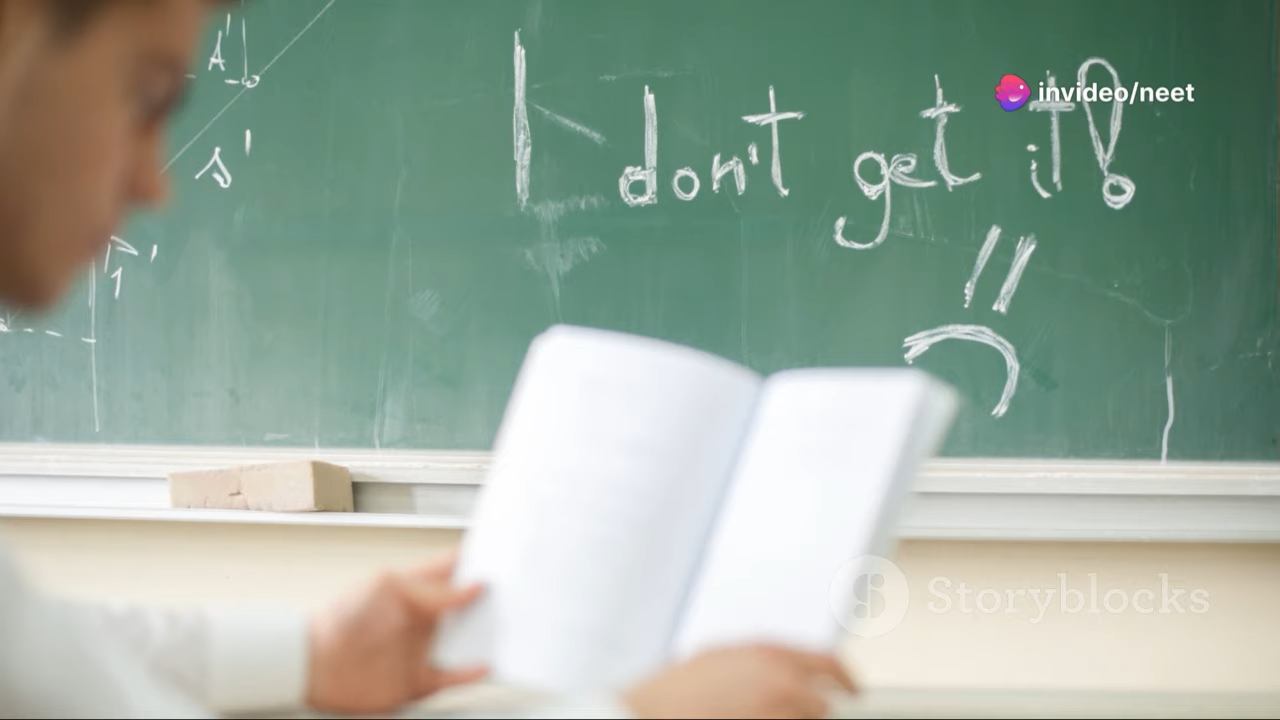 A'
s'
invideo/neet
I don't get it!
Storyblocks